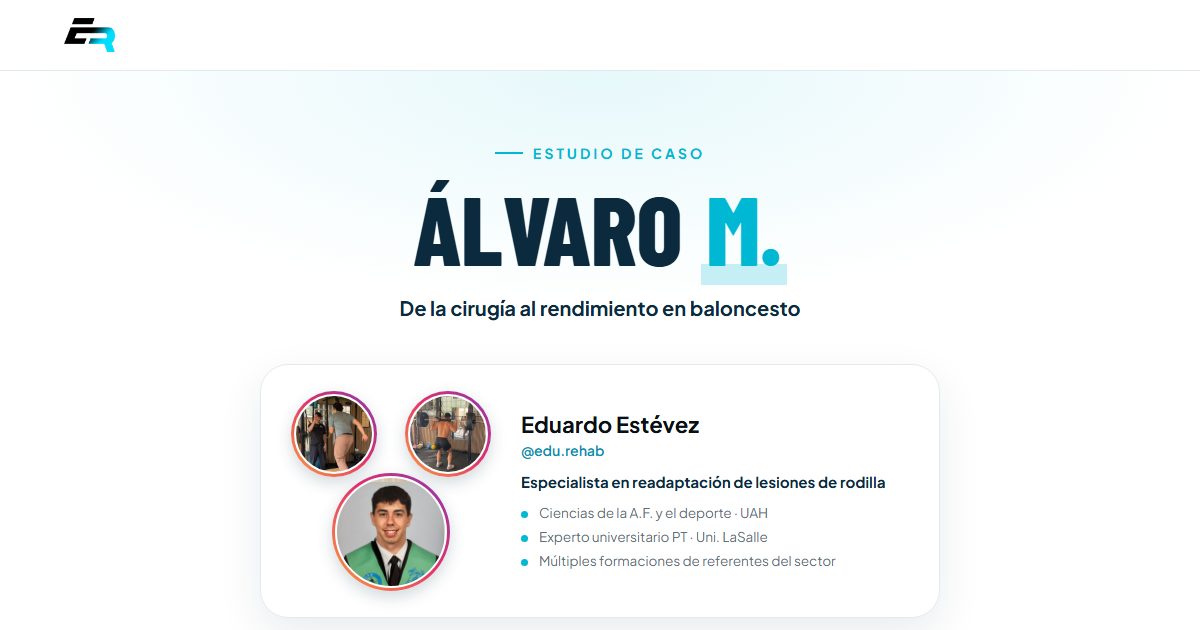 ER
ESTUDIO DE CASO
ÁLVARO M.
De la cirugía al rendimiento en baloncesto
Eduardo Estévez
@edu.rehab
Especialista en readaptación de lesiones de rodilla
Ciencias de la A.F. y el deporte · UAH
Experto universitario PT · Uni. LaSalle
Múltiples formaciones de referentes del sector